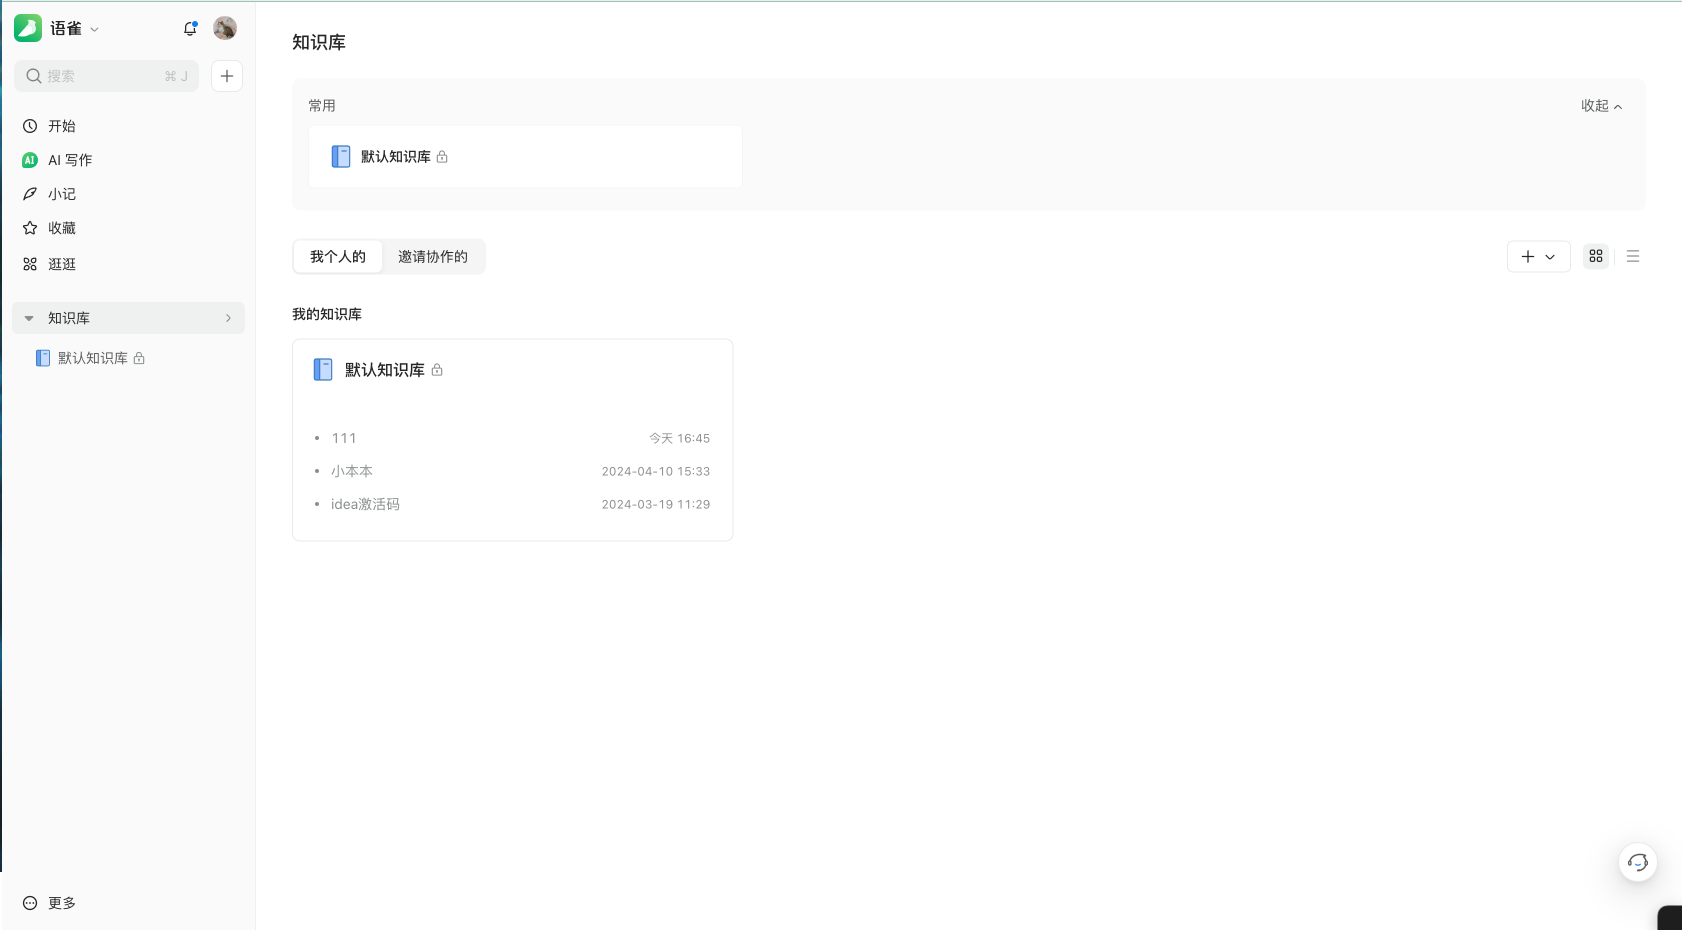 语雀
搜索 ⌘ J
开始
AI 写作
小记
收藏
逛逛
知识库
默认知识库
更多
知识库
常用 收起
默认知识库
我个人的 邀请协作的
我的知识库
默认知识库
111 今天 16:45
小本本 2024-04-10 15:33
idea激活码 2024-03-19 11:29